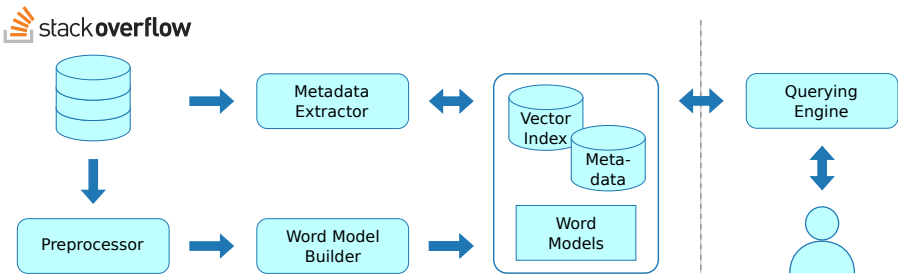 stackoverflow
Metadata
Extractor
Vector
Index
Meta-
data
Querying
Engine
Preprocessor
Word Model
Builder
Word
Models